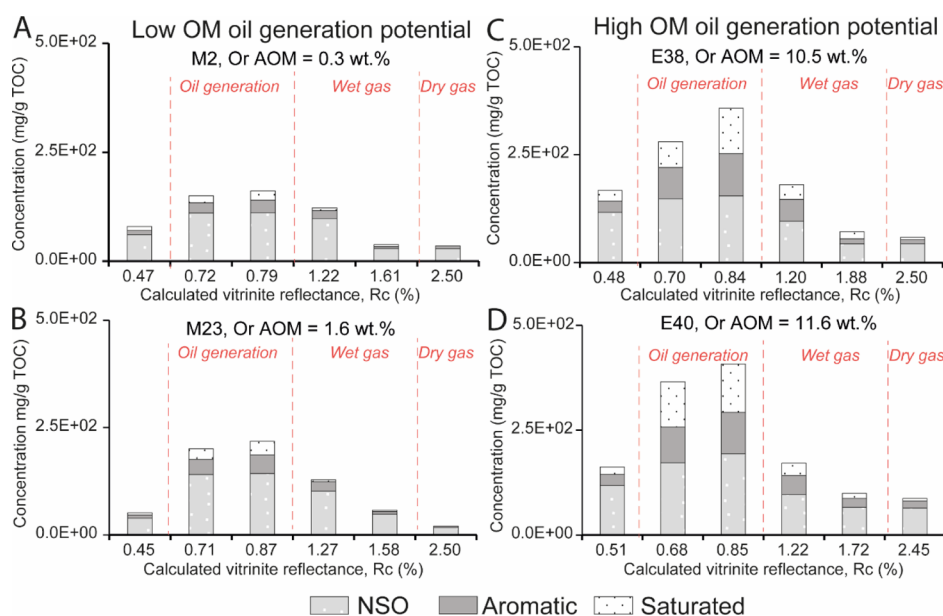 A
Low OM oil generation potential
M2, Or AOM = 0.3 wt.%
Oil generation
Wet gas
Dry gas
Concentration (mg/g TOC)
5.0E+02
2.5E+02
0.0E+00
0.47 0.72 0.79 1.22 1.61 2.50
Calculated vitrinite reflectance, Rc (%)
B
M23, Or AOM = 1.6 wt.%
Oil generation
Wet gas
Dry gas
Concentration mg/g TOC)
5.0E+02
2.5E+02
0.0E+00
0.45 0.71 0.87 1.27 1.58 2.50
Calculated vitrinite reflectance, Rc (%)
C
High OM oil generation potential
E38, Or AOM = 10.5 wt.%
Oil generation
Wet gas
Dry gas
Concentration (mg/g TOC)
5.0E+02
2.5E+02
0.0E+00
0.48 0.70 0.84 1.20 1.88 2.50
Calculated vitrinite reflectance, Rc (%)
D
E40, Or AOM = 11.6 wt.%
Oil generation
Wet gas
Dry gas
Concentration (mg/g TOC)
5.0E+02
2.5E+02
0.0E+00
0.51 0.68 0.85 1.22 1.72 2.45
Calculated vitrinite reflectance, Rc (%)
NSO Aromatic Saturated